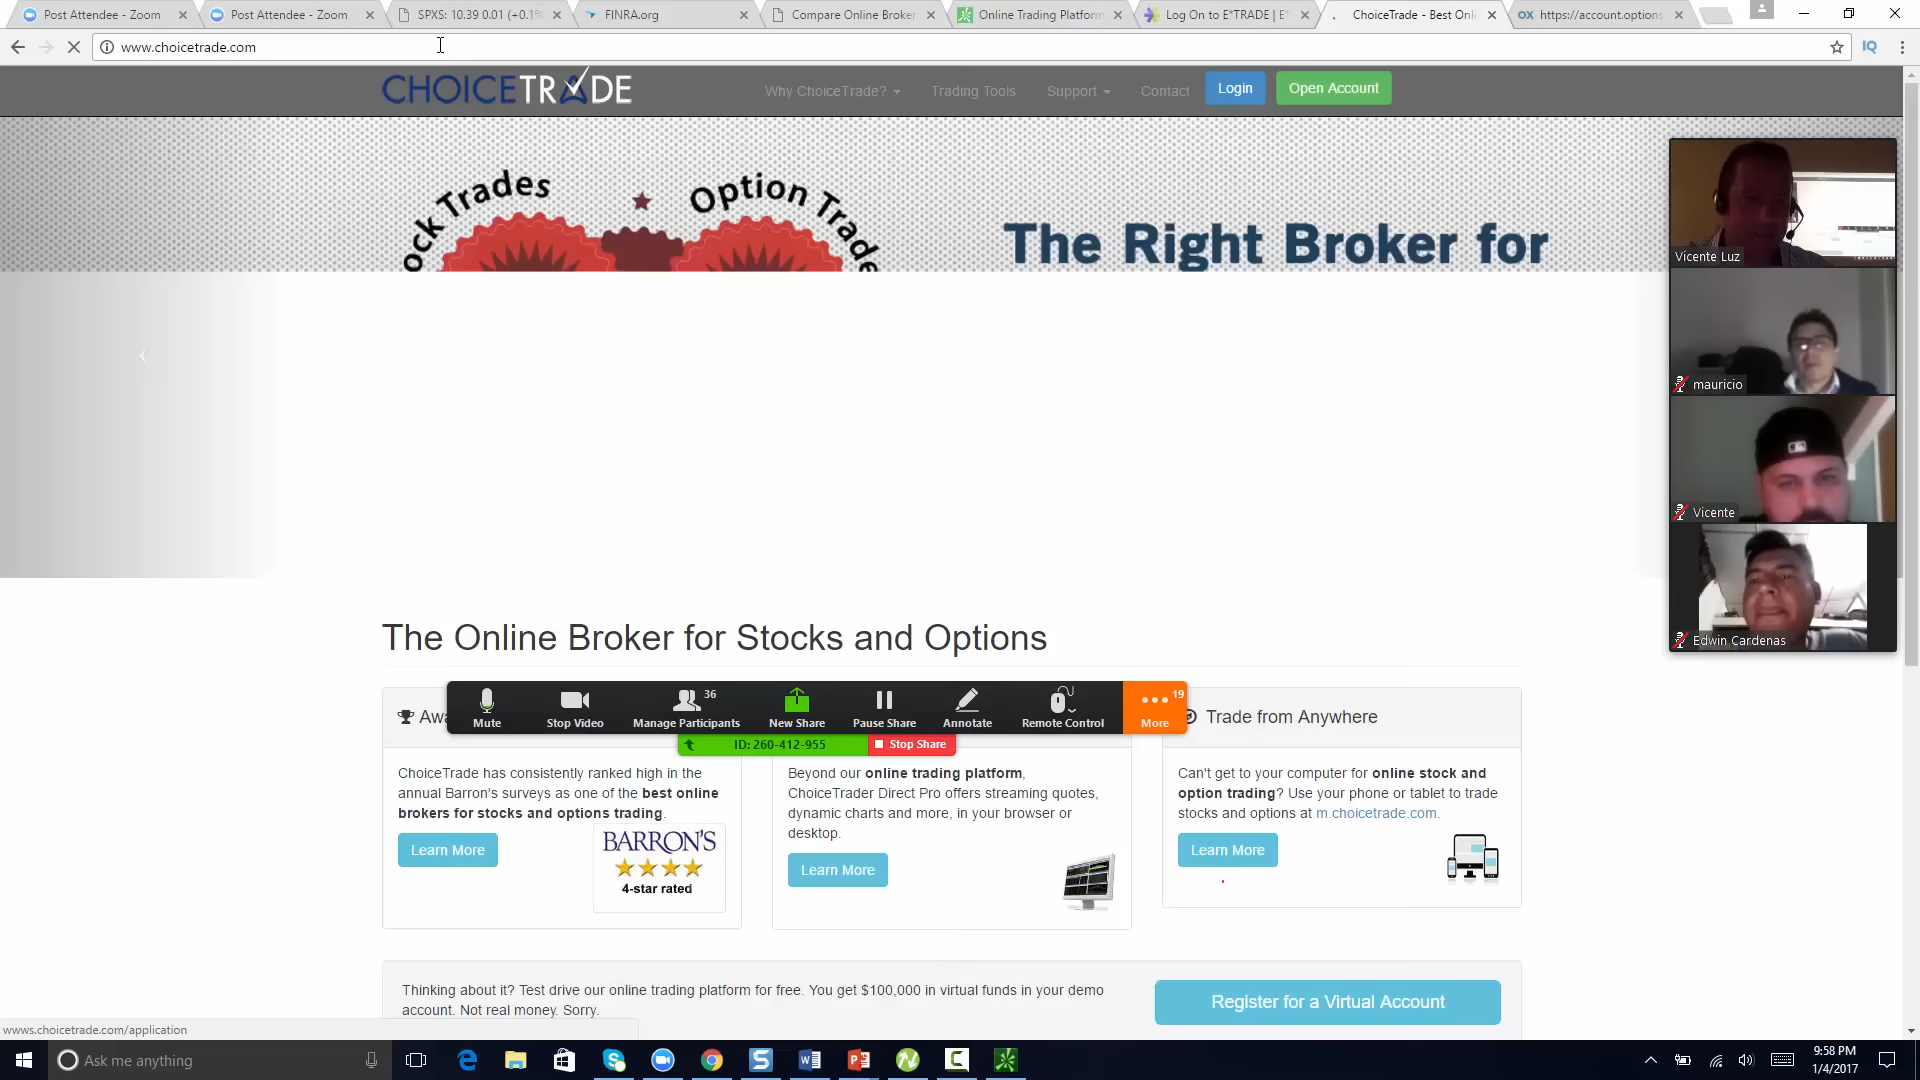 Post Attendee - Zoom
Post Attendee - Zoom
SPXS: 10.39 0.01 (+0.1%
FINRA.org
Compare Online Broker
Online Trading Platform
Log On to E*TRADE | E*
ChoiceTrade - Best Onl
OX https://account.options
www.choicetrade.com
IQ
CHOICETRADE
Why ChoiceTrade?
Trading Tools
Support
Contact
Login
Open Account
ock Trades
Option Trade
The Right Broker for
Vicente Luz
mauricio
Vicente
Edwin Cardenas
The Online Broker for Stocks and Options
Mute
Stop Video
36
Manage Participants
New Share
Pause Share
Annotate
Remote Control
19
More
ID: 260-412-955
Stop Share
Awa
Trade from Anywhere
ChoiceTrade has consistently ranked high in the
annual Barron's surveys as one of the best online
brokers for stocks and options trading.
Learn More
BARRON'S
4-star rated
Beyond our online trading platform,
ChoiceTrader Direct Pro offers streaming quotes,
dynamic charts and more, in your browser or
desktop.
Learn More
Can't get to your computer for online stock and
option trading? Use your phone or tablet to trade
stocks and options at m.choicetrade.com.
Learn More
Thinking about it? Test drive our online trading platform for free. You get $100,000 in virtual funds in your demo
account. Not real money. Sorry.
Register for a Virtual Account
wwws.choicetrade.com/application
Ask me anything
9:58 PM
1/4/2017